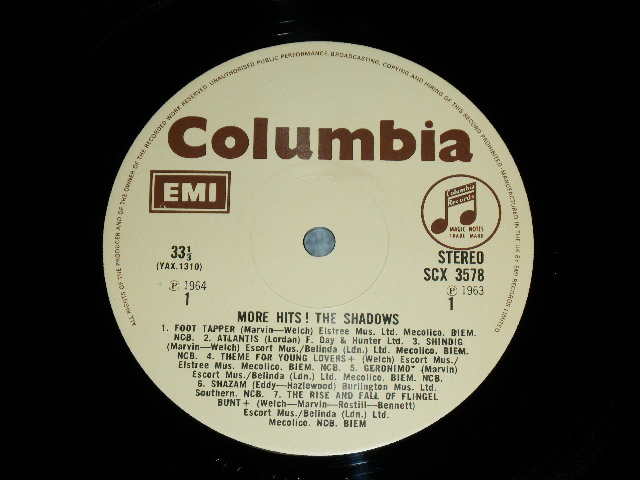 ALL RIGHTS OF THE PRODUCER AND OF THE OWNER OF THE RECORDED WORK RESERVED. UNAUTHORISED PUBLIC PERFORMANCE, BROADCASTING, COPYING AND HIRING OF THIS RECORD PROHIBITED. MADE IN THE UK BY EMI RECORDS LIMITED
Columbia
EMI
Columbia
Records
MAGIC NOTES
TRADE MARK
33⅓
(YAX.1310)
STEREO
SCX 3578
℗ 1964
℗ 1963
1
1
MORE HITS! THE SHADOWS
1. FOOT TAPPER (Marvin—Welch) Elstree Mus. Ltd. Mecolico. BIEM.
NCB. 2. ATLANTIS (Lordan) F. Day & Hunter Ltd. 3. SHINDIG
(Marvin—Welch) Escort Mus./Belinda (Ldn.) Ltd. Mecolico. BIEM.
NCB. 4. THEME FOR YOUNG LOVERS+ (Welch) Escort Mus./
Elstree Mus. Mecolico. BIEM. NCB. 5. GERONIMO* (Marvin)
Escort Mus./Belinda (Ldn.) Ltd. Mecolico. BIEM. NCB.
6. SHAZAM (Eddy—Hazlewood) Burlington Mus. Ltd.
Southern. NCB. 7. THE RISE AND FALL OF FLINGEL
BUNT+ (Welch—Marvin—Rostill—Bennett)
Escort Mus./Belinda (Ldn.) Ltd.
Mecolico. NCB. BIEM